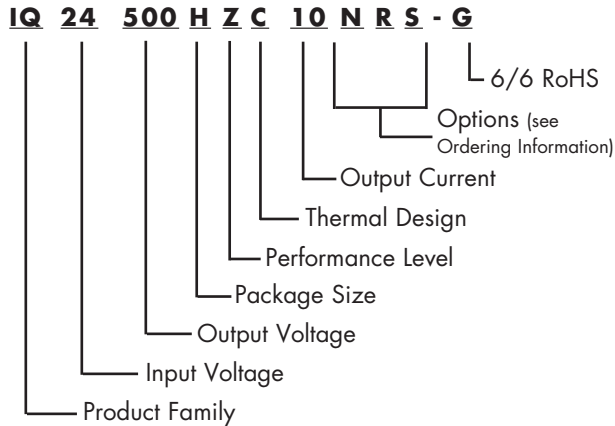 IQ 24 500 H Z C 10 N R S - G
6/6 RoHS
Options (see
Ordering Information)
Output Current
Thermal Design
Performance Level
Package Size
Output Voltage
Input Voltage
Product Family